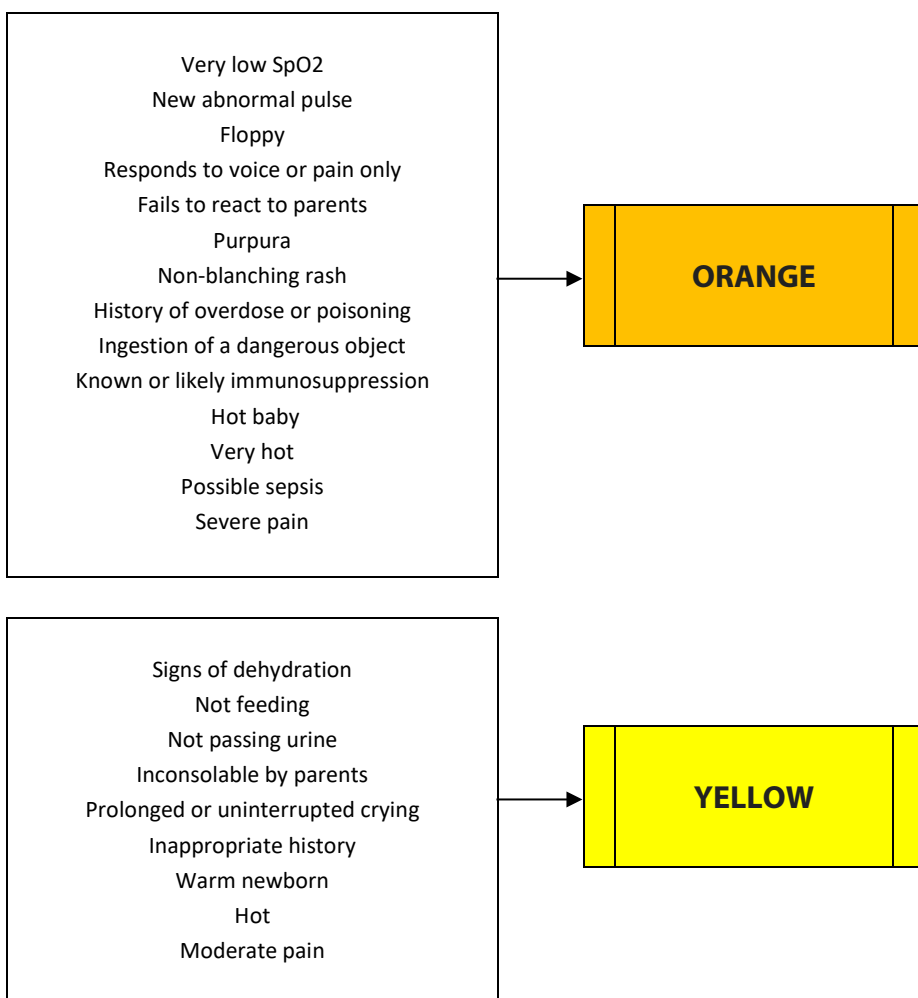 Very low SpO2
New abnormal pulse
Floppy
Responds to voice or pain only
Fails to react to parents
Purpura
Non-blanching rash
History of overdose or poisoning
Ingestion of a dangerous object
Known or likely immunosuppression
Hot baby
Very hot
Possible sepsis
Severe pain
ORANGE
Signs of dehydration
Not feeding
Not passing urine
Inconsolable by parents
Prolonged or uninterrupted crying
Inappropriate history
Warm newborn
Hot
Moderate pain
YELLOW